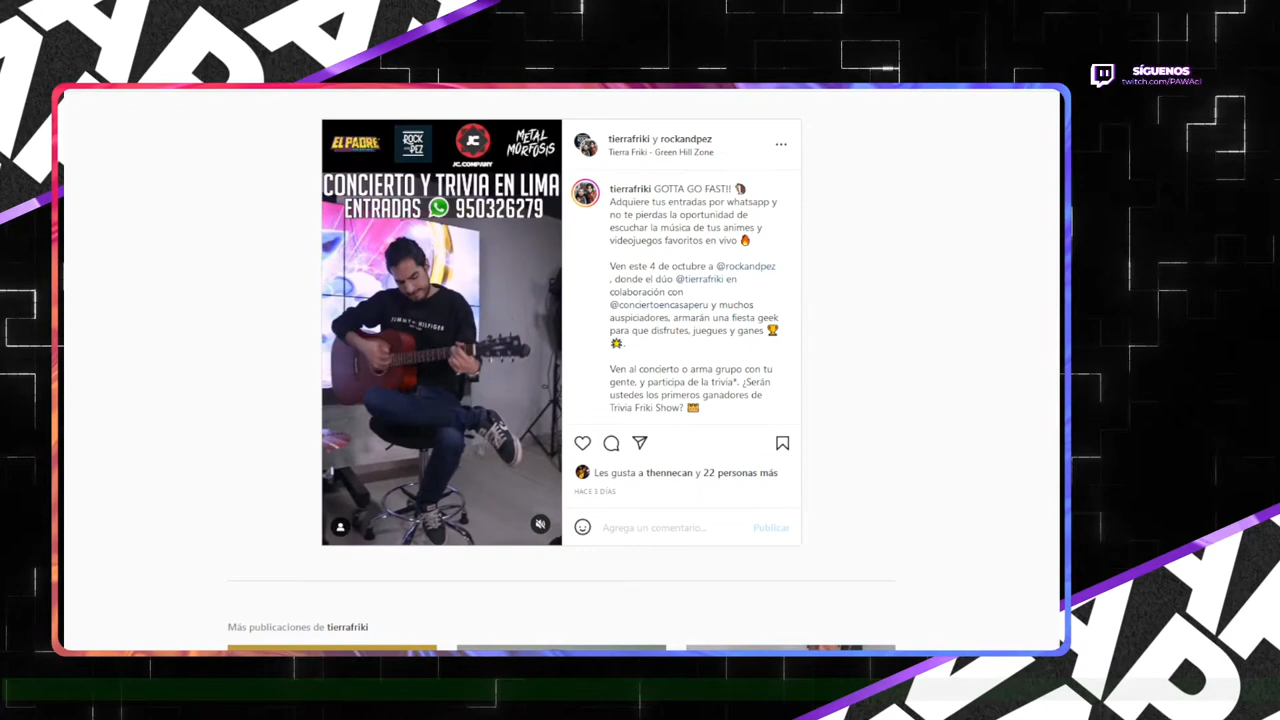 SÍGUENOS
twitch.com/PAWAcl
EL PADRE
ROCK
PEZ
JC
JC.COMPANY
METAL
MORFOSIS
CONCIERTO Y TRIVIA EN LIMA
ENTRADAS 950326279
JUMMY HILFIGER
tierrafriki y rockandpez
Tierra Friki - Green Hill Zone
tierrafriki GOTTA GO FAST!! 🦔
Adquiere tus entradas por whatsapp y
no te pierdas la oportunidad de
escuchar la música de tus animes y
videojuegos favoritos en vivo 🔥
Ven este 4 de octubre a @rockandpez
, donde el dúo @tierrafriki en
colaboración con
@conciertoencasaperu y muchos
auspiciadores, armarán una fiesta geek
para que disfrutes, juegues y ganes 🏆
💥.
Ven al concierto o arma grupo con tu
gente, y participa de la trivia*. ¿Serán
ustedes los primeros ganadores de
Trivia Friki Show?
Les gusta a thennecan y 22 personas más
HACE 3 DÍAS
Agrega un comentario...
Publicar
Más publicaciones de tierrafriki